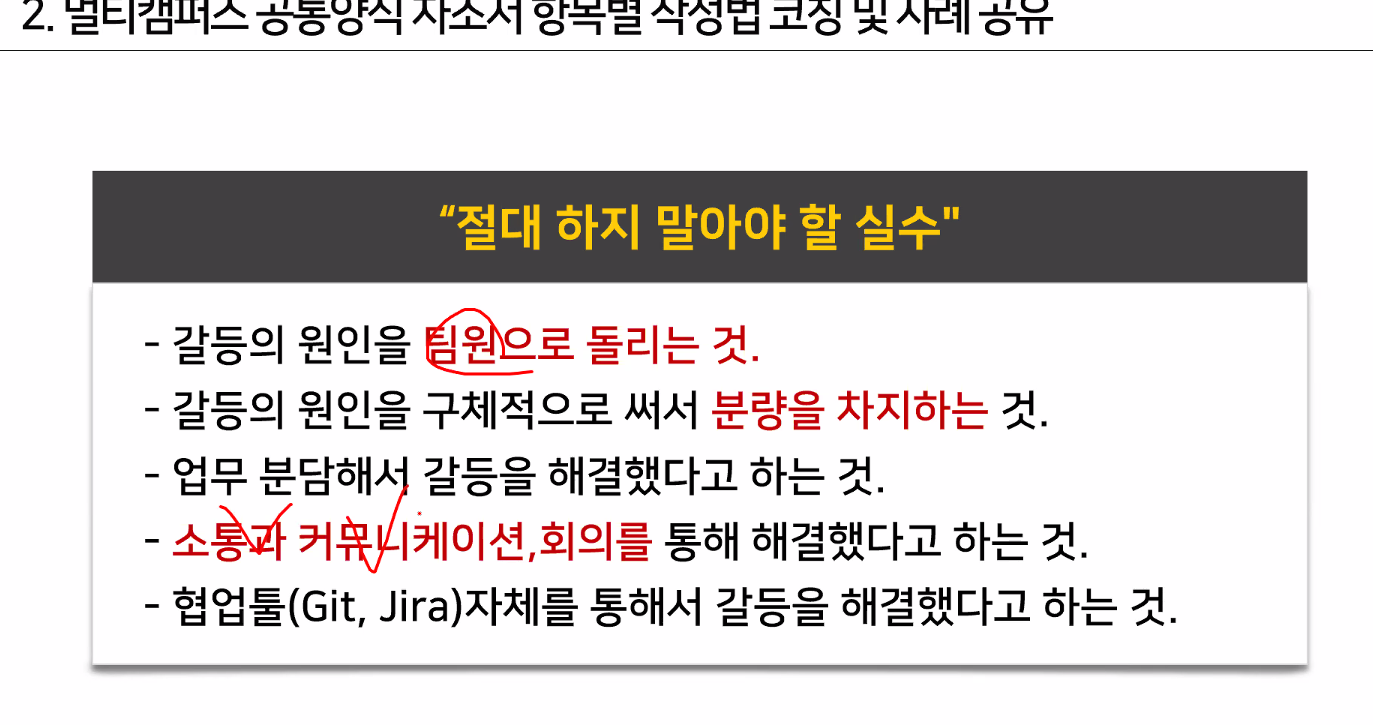 2. 멀티캠퍼스 공통양식 자소서 항목별 작성법 코칭 및 사례 공유
“절대 하지 말아야 할 실수"
- 갈등의 원인을 팀원으로 돌리는 것.
- 갈등의 원인을 구체적으로 써서 분량을 차지하는 것.
- 업무 분담해서 갈등을 해결했다고 하는 것.
- 소통과 커뮤니케이션,회의를 통해 해결했다고 하는 것.
- 협업툴(Git, Jira)자체를 통해서 갈등을 해결했다고 하는 것.